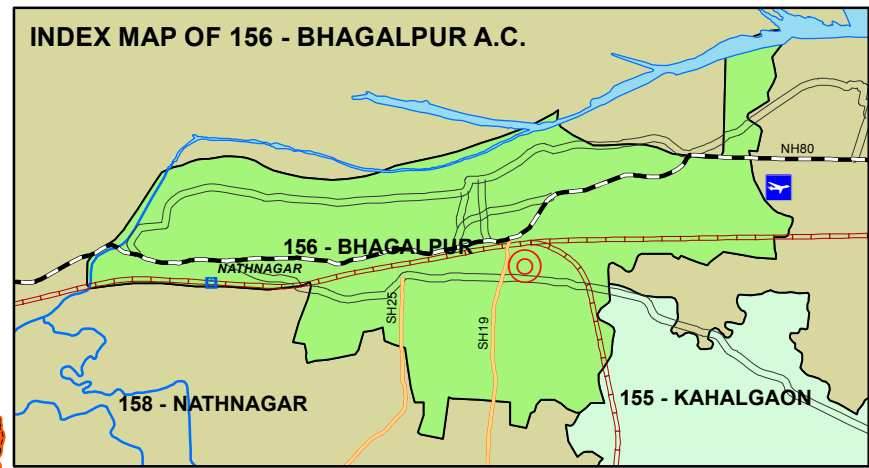 INDEX MAP OF 156 - BHAGALPUR A.C.
NH80
156 - BHAGALPUR
NATHNAGAR
SH25
SH19
158 - NATHNAGAR
155 - KAHALGAON